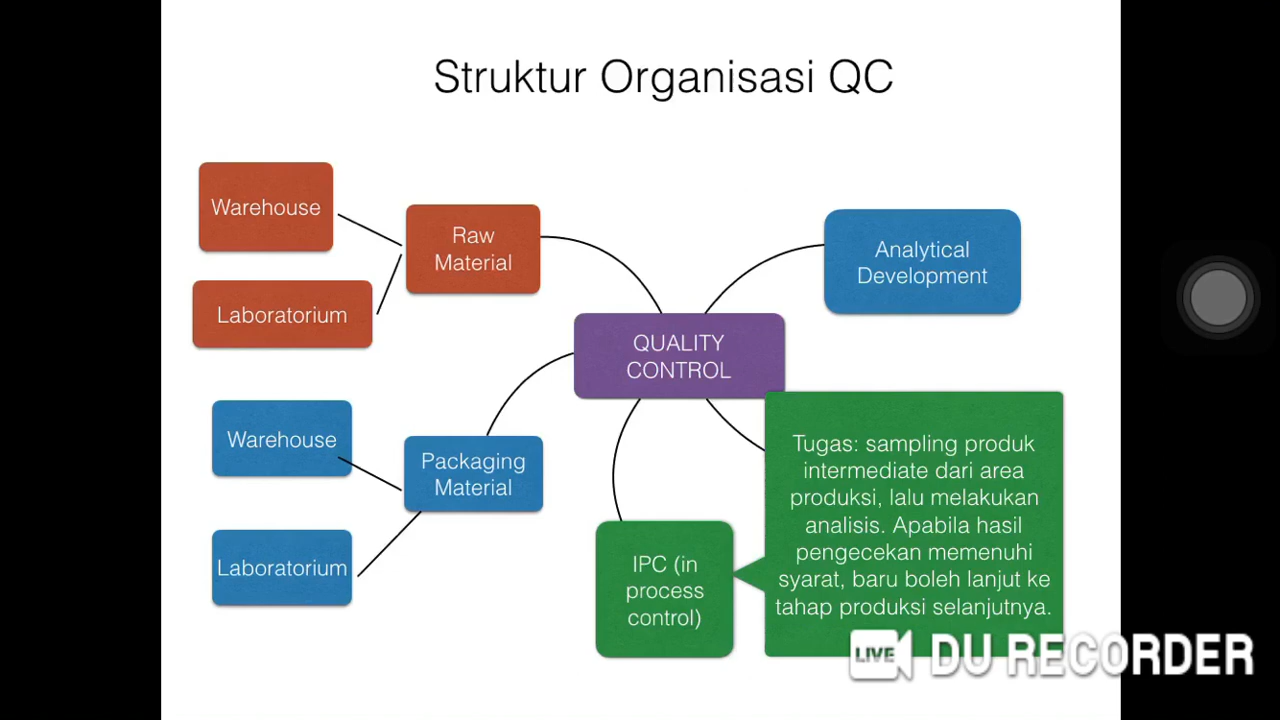 Struktur Organisasi QC
Warehouse
Raw
Material
Laboratorium
Analytical
Development
QUALITY
CONTROL
Warehouse
Packaging
Material
Laboratorium
IPC (in
process
control)
Tugas: sampling produk
intermediate dari area
produksi, lalu melakukan
analisis. Apabila hasil
pengecekan memenuhi
syarat, baru boleh lanjut ke
tahap produksi selanjutnya.
LIVE DU RECORDER